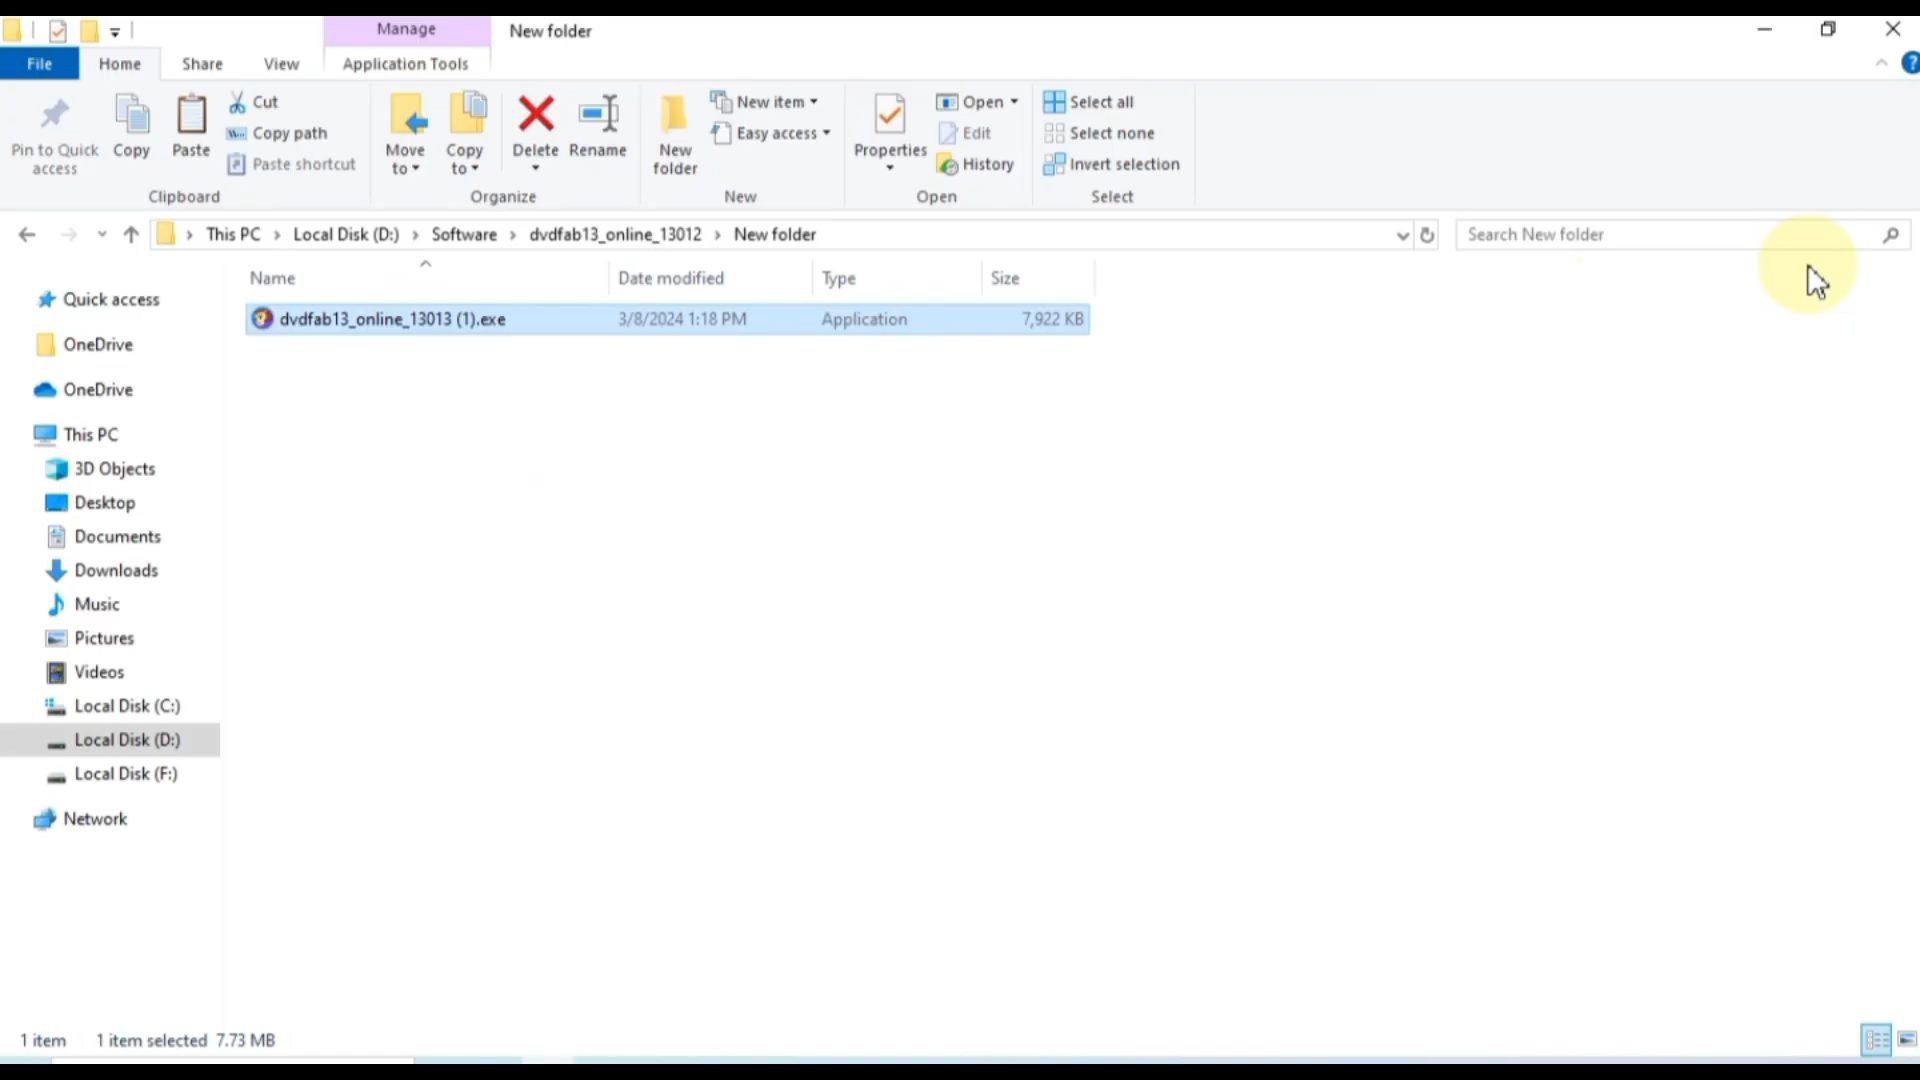 Manage
New folder
File
Home
Share
View
Application Tools
?
Pin to Quick
access
Copy
Paste
Cut
Copy path
Paste shortcut
Clipboard
Move
to
Copy
to
Delete
Rename
Organize
New
folder
New item
Easy access
New
Properties
Open
Edit
History
Open
Select all
Select none
Invert selection
Select
This PC
Local Disk (D:)
Software
dvdfab13_online_13012
New folder
Search New folder
Name
Date modified
Type
Size
dvdfab13_online_13013 (1).exe
3/8/2024 1:18 PM
Application
7,922 KB
Quick access
OneDrive
OneDrive
This PC
3D Objects
Desktop
Documents
Downloads
Music
Pictures
Videos
Local Disk (C:)
Local Disk (D:)
Local Disk (F:)
Network
1 item
1 item selected 7.73 MB